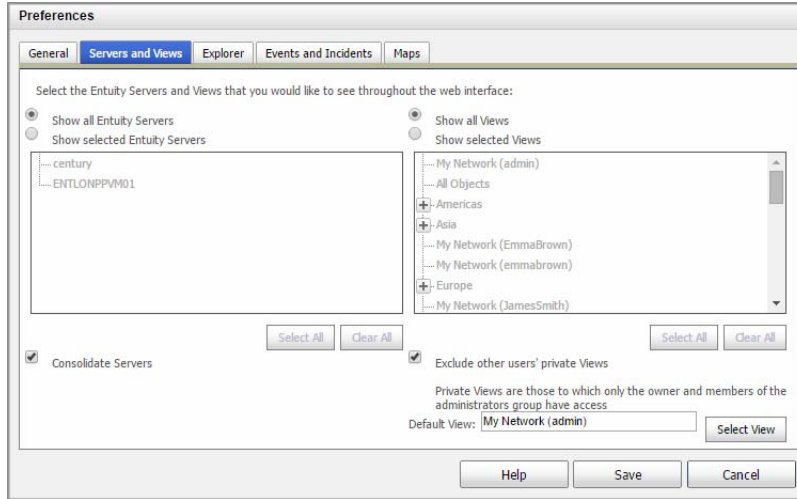 Preferences
General Servers and Views Explorer Events and Incidents Maps
Select the Entuity Servers and Views that you would like to see throughout the web interface:
Show all Entuity Servers
Show selected Entuity Servers
century
ENTLONPPVM01
Select All Clear All
Consolidate Servers
Show all Views
Show selected Views
My Network (admin)
All Objects
Americas
Asia
My Network (EmmaBrown)
My Network (emmabrown)
Europe
My Network (JamesSmith)
Select All Clear All
Exclude other users' private Views
Private Views are those to which only the owner and members of the
administrators group have access
Default View: My Network (admin) Select View
Help Save Cancel